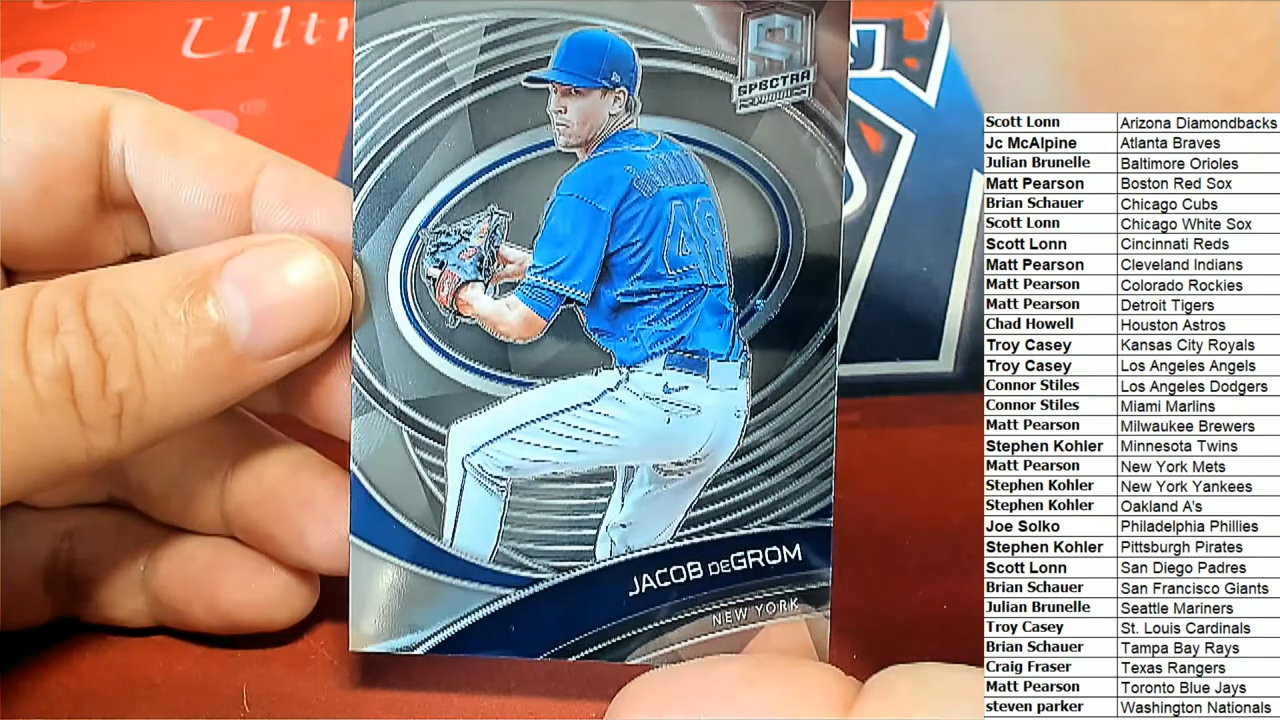 Ultr
SPECTRA
48
JACOB DEGROM
NEW YORK
Scott Lonn Arizona Diamondbacks
Jc McAlpine Atlanta Braves
Julian Brunelle Baltimore Orioles
Matt Pearson Boston Red Sox
Brian Schauer Chicago Cubs
Scott Lonn Chicago White Sox
Scott Lonn Cincinnati Reds
Matt Pearson Cleveland Indians
Matt Pearson Colorado Rockies
Matt Pearson Detroit Tigers
Chad Howell Houston Astros
Troy Casey Kansas City Royals
Troy Casey Los Angeles Angels
Connor Stiles Los Angeles Dodgers
Connor Stiles Miami Marlins
Matt Pearson Milwaukee Brewers
Stephen Kohler Minnesota Twins
Matt Pearson New York Mets
Stephen Kohler New York Yankees
Stephen Kohler Oakland A's
Joe Solko Philadelphia Phillies
Stephen Kohler Pittsburgh Pirates
Scott Lonn San Diego Padres
Brian Schauer San Francisco Giants
Julian Brunelle Seattle Mariners
Troy Casey St. Louis Cardinals
Brian Schauer Tampa Bay Rays
Craig Fraser Texas Rangers
Matt Pearson Toronto Blue Jays
steven parker Washington Nationals